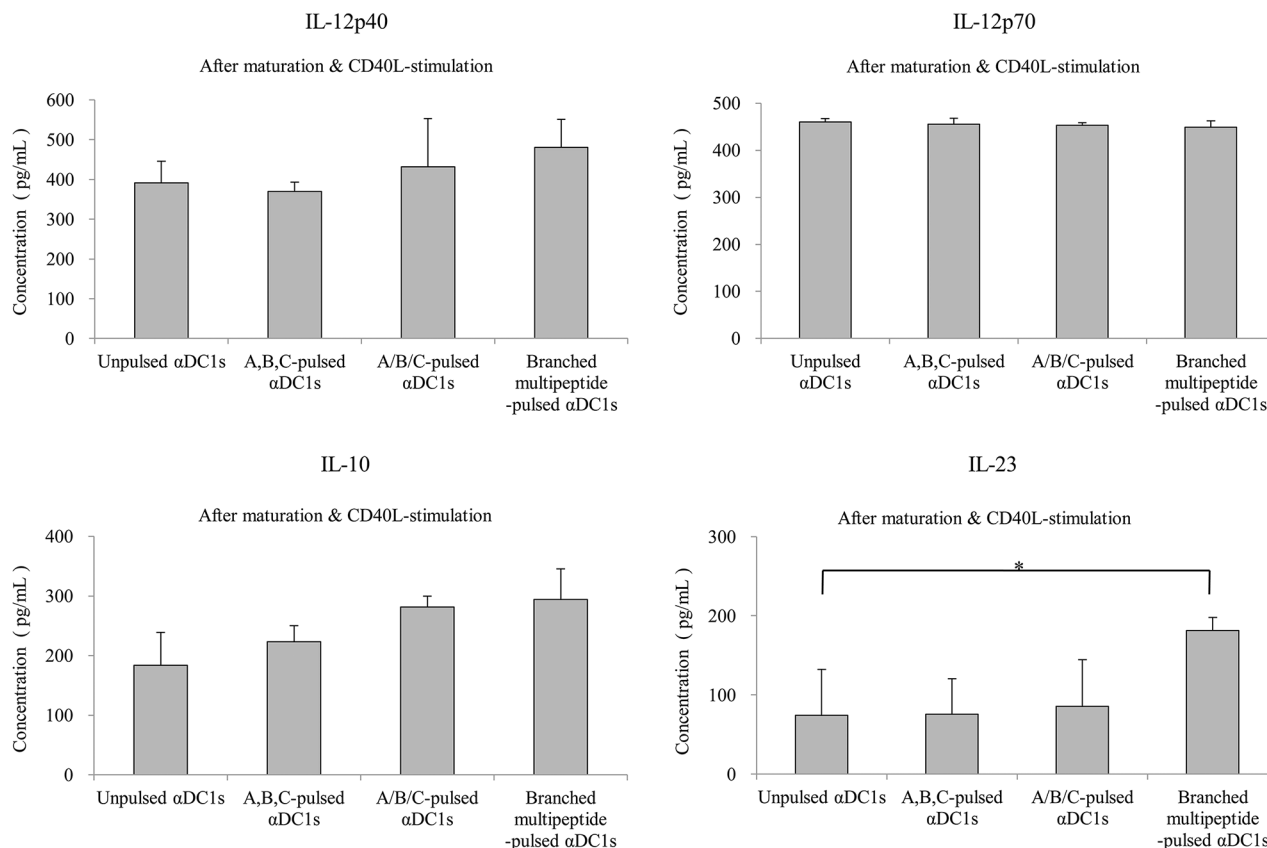 IL-12p40
After maturation & CD40L-stimulation
Concentration ( pg/mL )
600
500
400
300
200
100
0
Unpulsed αDC1s
A,B,C-pulsed
αDC1s
A/B/C-pulsed
αDC1s
Branched
multipeptide
-pulsed αDC1s
IL-12p70
After maturation & CD40L-stimulation
Concentration ( pg/mL )
500
400
300
200
100
0
Unpulsed
αDC1s
A,B,C-pulsed
αDC1s
A/B/C-pulsed
αDC1s
Branched
multipeptide
-pulsed αDC1s
IL-10
After maturation & CD40L-stimulation
Concentration ( pg/mL )
400
300
200
100
0
Unpulsed αDC1s
A,B,C-pulsed
αDC1s
A/B/C-pulsed
αDC1s
Branched
multipeptide
-pulsed αDC1s
IL-23
After maturation & CD40L-stimulation
Concentration ( pg/mL )
300
200
100
0
*
Unpulsed αDC1s
A,B,C-pulsed
αDC1s
A/B/C-pulsed
αDC1s
Branched
multipeptide
-pulsed αDC1s